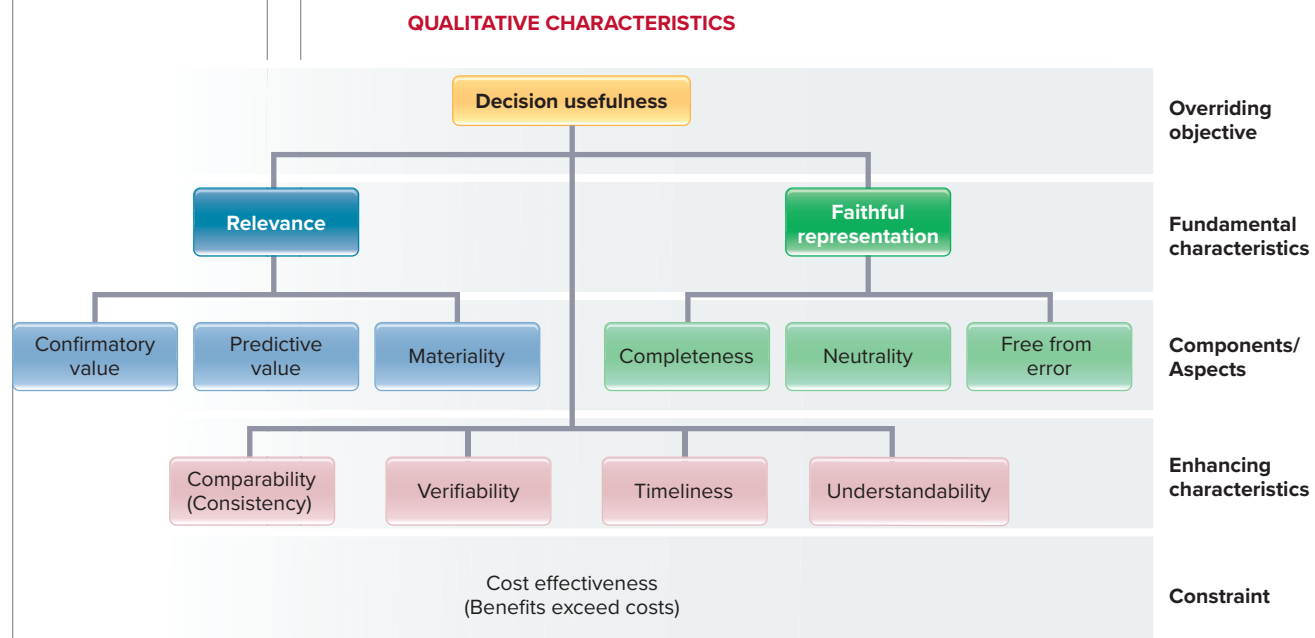 QUALITATIVE CHARACTERISTICS
Decision usefulness
Overriding
objective
Relevance
Faithful
representation
Fundamental
characteristics
Confirmatory
value
Predictive
value
Materiality
Completeness
Neutrality
Free from
error
Components/
Aspects
Comparability
(Consistency)
Verifiability
Timeliness
Understandability
Enhancing
characteristics
Cost effectiveness
(Benefits exceed costs)
Constraint